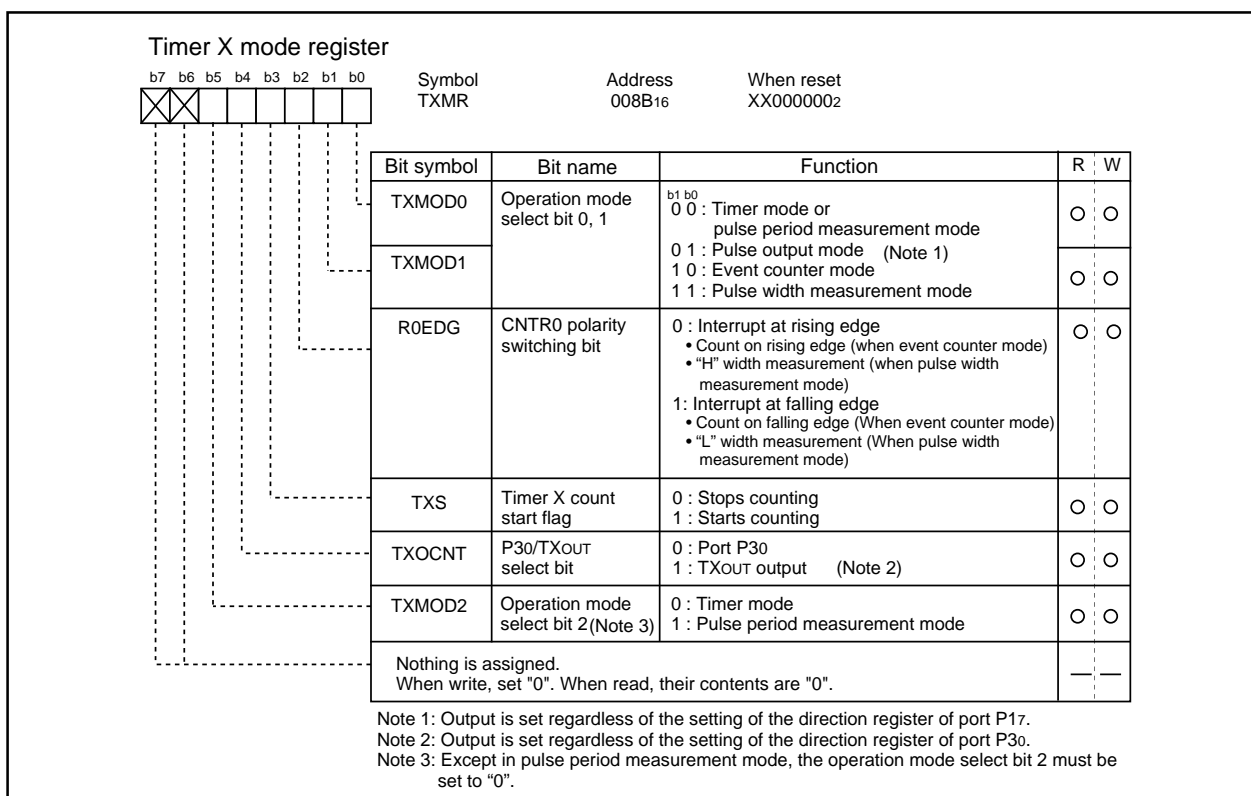 Timer X mode register
b7 b6 b5 b4 b3 b2 b1 b0
Symbol Address When reset
TXMR 008B16 XX0000002
Bit symbol Bit name Function R W
TXMOD0 Operation mode
select bit 0, 1
b1 b0
0 0 : Timer mode or
pulse period measurement mode
0 1 : Pulse output mode (Note 1)
TXMOD1
1 0 : Event counter mode
1 1 : Pulse width measurement mode
R0EDG CNTR0 polarity
switching bit
0 : Interrupt at rising edge
• Count on rising edge (when event counter mode)
• “H” width measurement (when pulse width
measurement mode)
1: Interrupt at falling edge
• Count on falling edge (When event counter mode)
• “L” width measurement (When pulse width
measurement mode)
TXS Timer X count
start flag
0 : Stops counting
1 : Starts counting
TXOCNT P30/TXOUT
select bit
0 : Port P30
1 : TXOUT output (Note 2)
TXMOD2 Operation mode
select bit 2(Note 3)
0 : Timer mode
1 : Pulse period measurement mode
Nothing is assigned.
When write, set "0". When read, their contents are "0".
Note 1: Output is set regardless of the setting of the direction register of port P17.
Note 2: Output is set regardless of the setting of the direction register of port P30.
Note 3: Except in pulse period measurement mode, the operation mode select bit 2 must be
set to “0”.